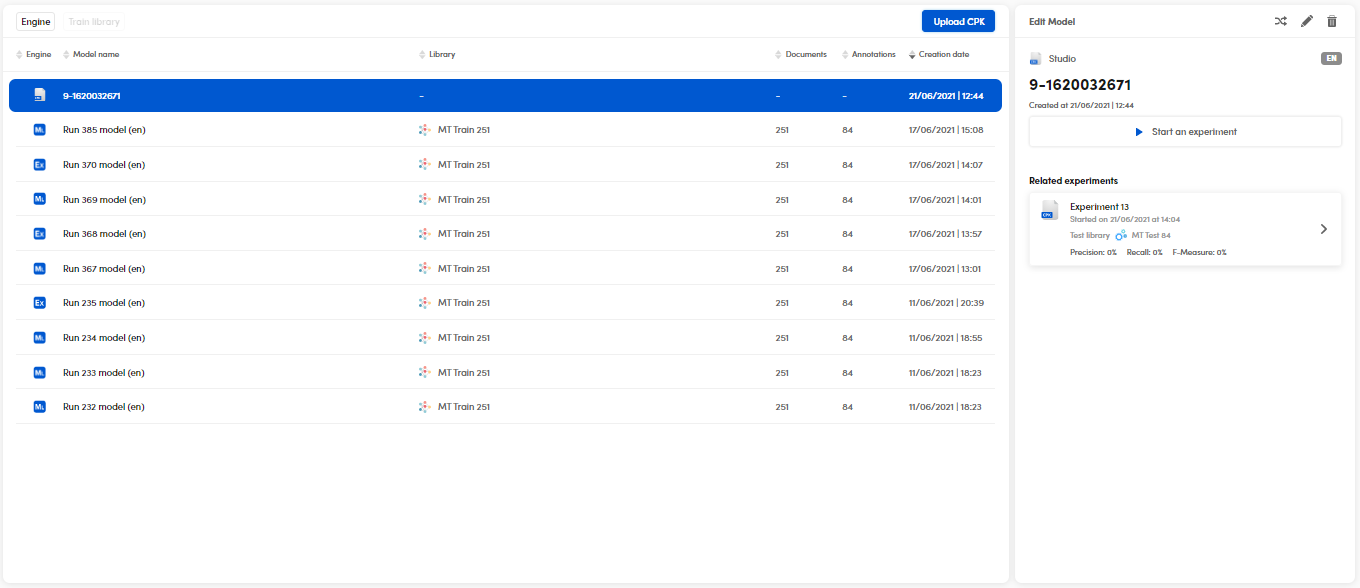 Engine Train library Upload CPK
Engine Model name Library Documents Annotations Creation date
9-1620032671 – – – 21/06/2021 | 12:44
ML Run 385 model (en) MT Train 251 251 84 17/06/2021 | 15:08
Ex Run 370 model (en) MT Train 251 251 84 17/06/2021 | 14:07
ML Run 369 model (en) MT Train 251 251 84 17/06/2021 | 14:01
Ex Run 368 model (en) MT Train 251 251 84 17/06/2021 | 13:57
ML Run 367 model (en) MT Train 251 251 84 17/06/2021 | 13:01
Ex Run 235 model (en) MT Train 251 251 84 11/06/2021 | 20:39
ML Run 234 model (en) MT Train 251 251 84 11/06/2021 | 18:55
ML Run 233 model (en) MT Train 251 251 84 11/06/2021 | 18:23
ML Run 232 model (en) MT Train 251 251 84 11/06/2021 | 18:23
Edit Model
Studio EN
9-1620032671
Created at 21/06/2021 | 12:44
Start an experiment
Related experiments
CPK Experiment 13
Started on 21/06/2021 at 14:04
Test library MT Test 84
Precision: 0% Recall: 0% F-Measure: 0%